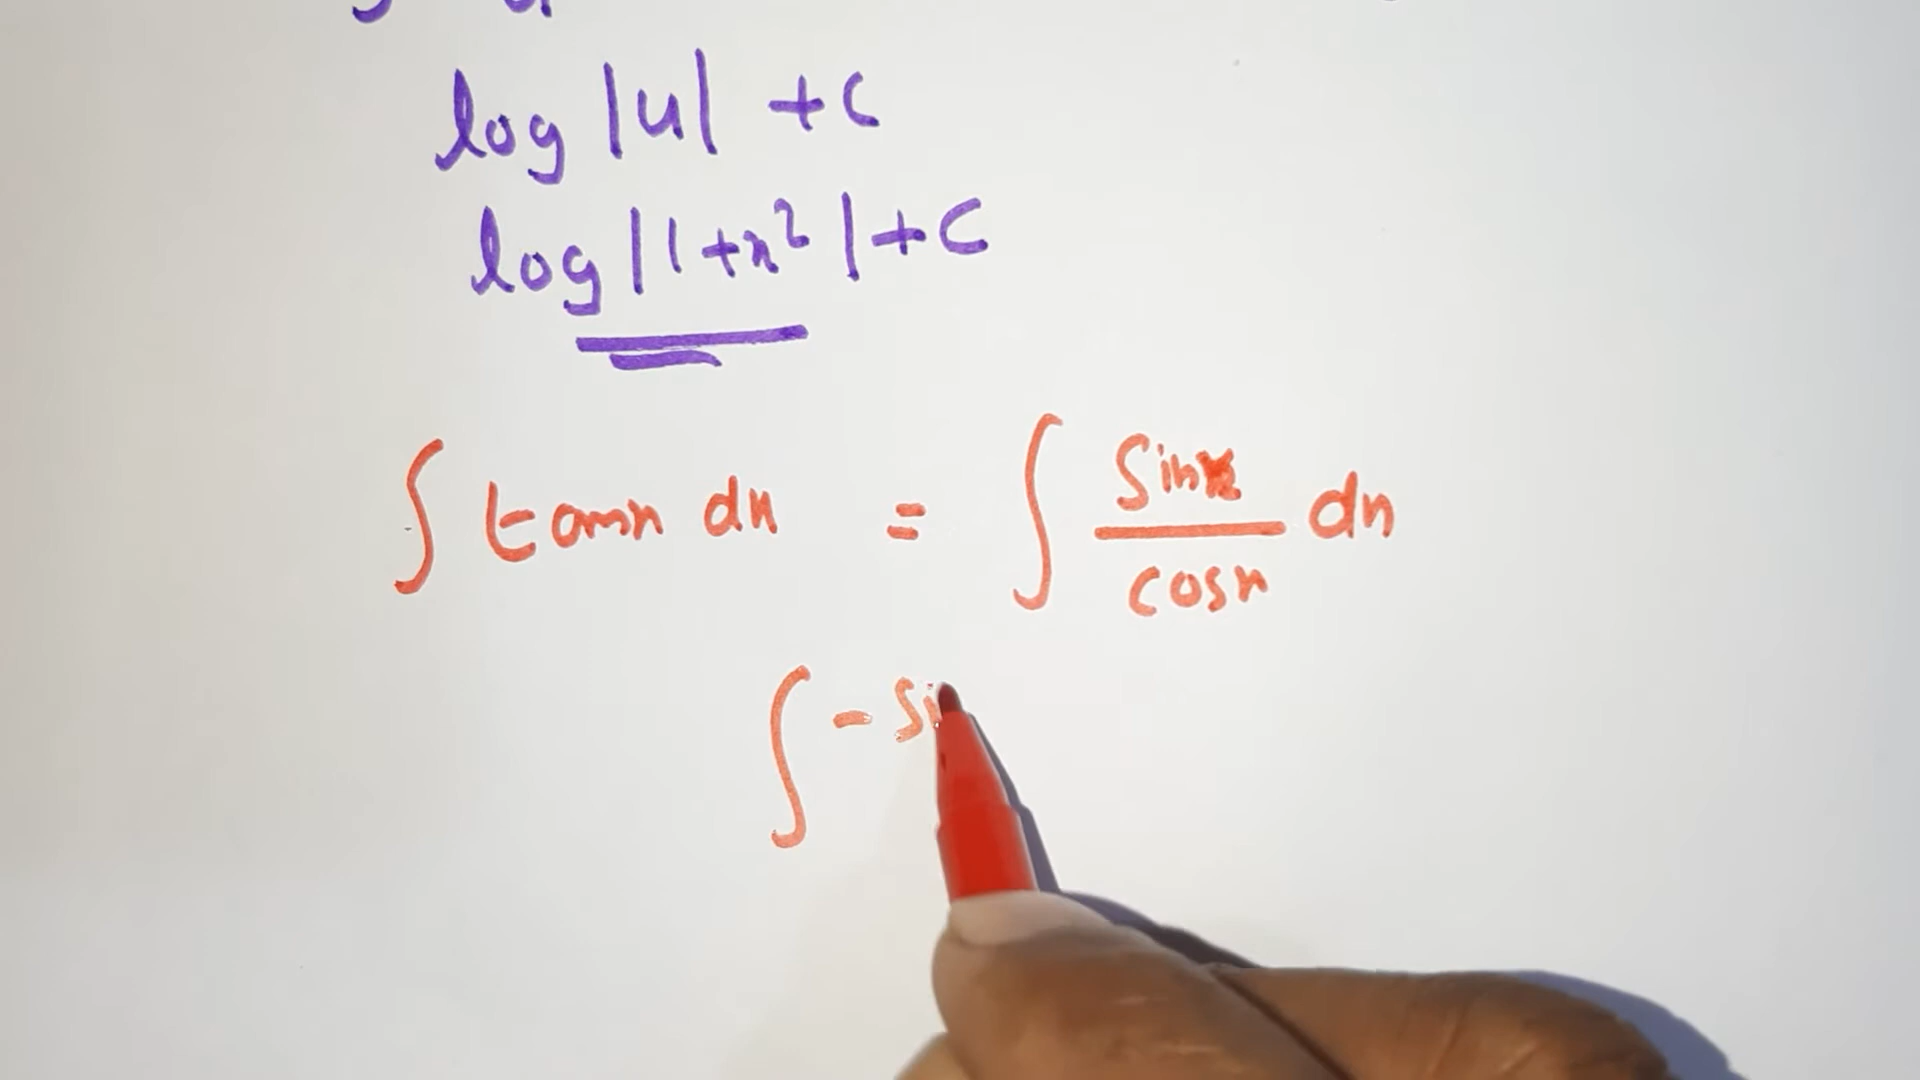 log |u| + c
log |1+x²| + c
∫ tanx dx = ∫ sinx/cosx dx
∫ - si